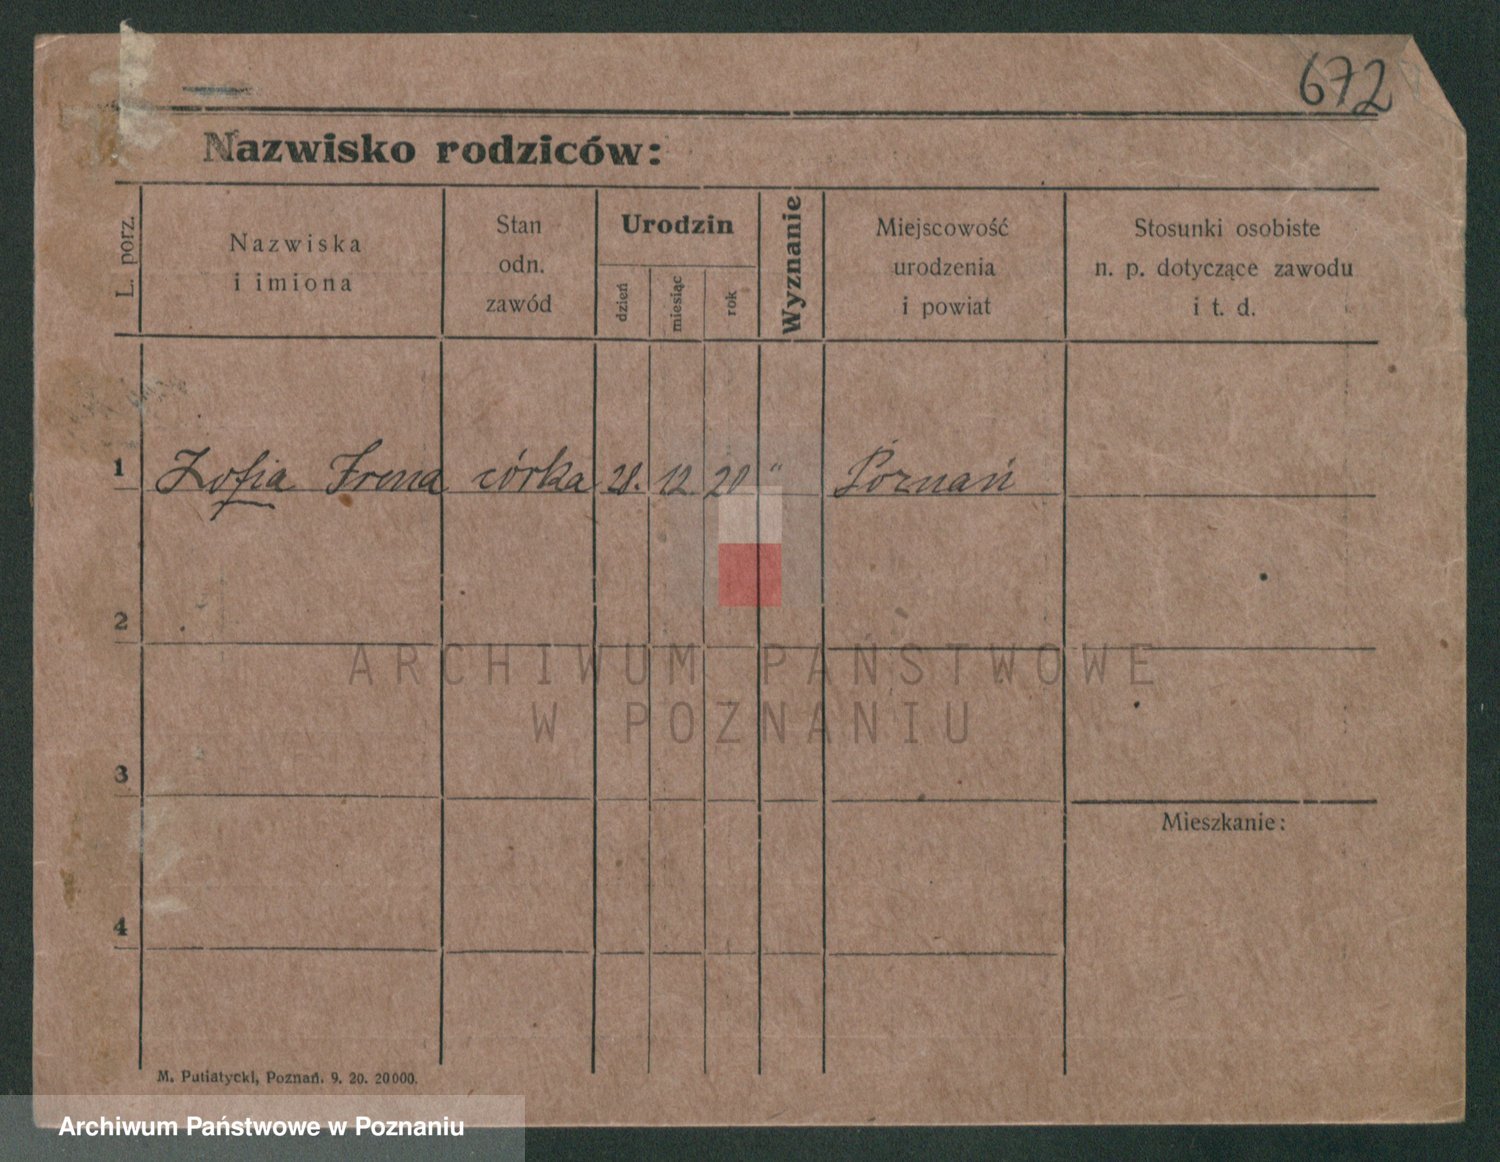 672
Nazwisko rodziców:
L. porz.
Nazwiska
i imiona
Stan
odn.
zawód
Urodzin
dzień
miesiąc
rok
Wyznanie
Miejscowość
urodzenia
i powiat
Stosunki osobiste
n. p. dotyczące zawodu
i t. d.
1 Zofia Irena córka 28. 12. 20 " Poznań
2
ARCHIWUM PAŃSTWOWE
W POZNANIU
3
Mieszkanie:
4
M. Putiatycki, Poznań. 9. 20. 20000.
Archiwum Państwowe w Poznaniu